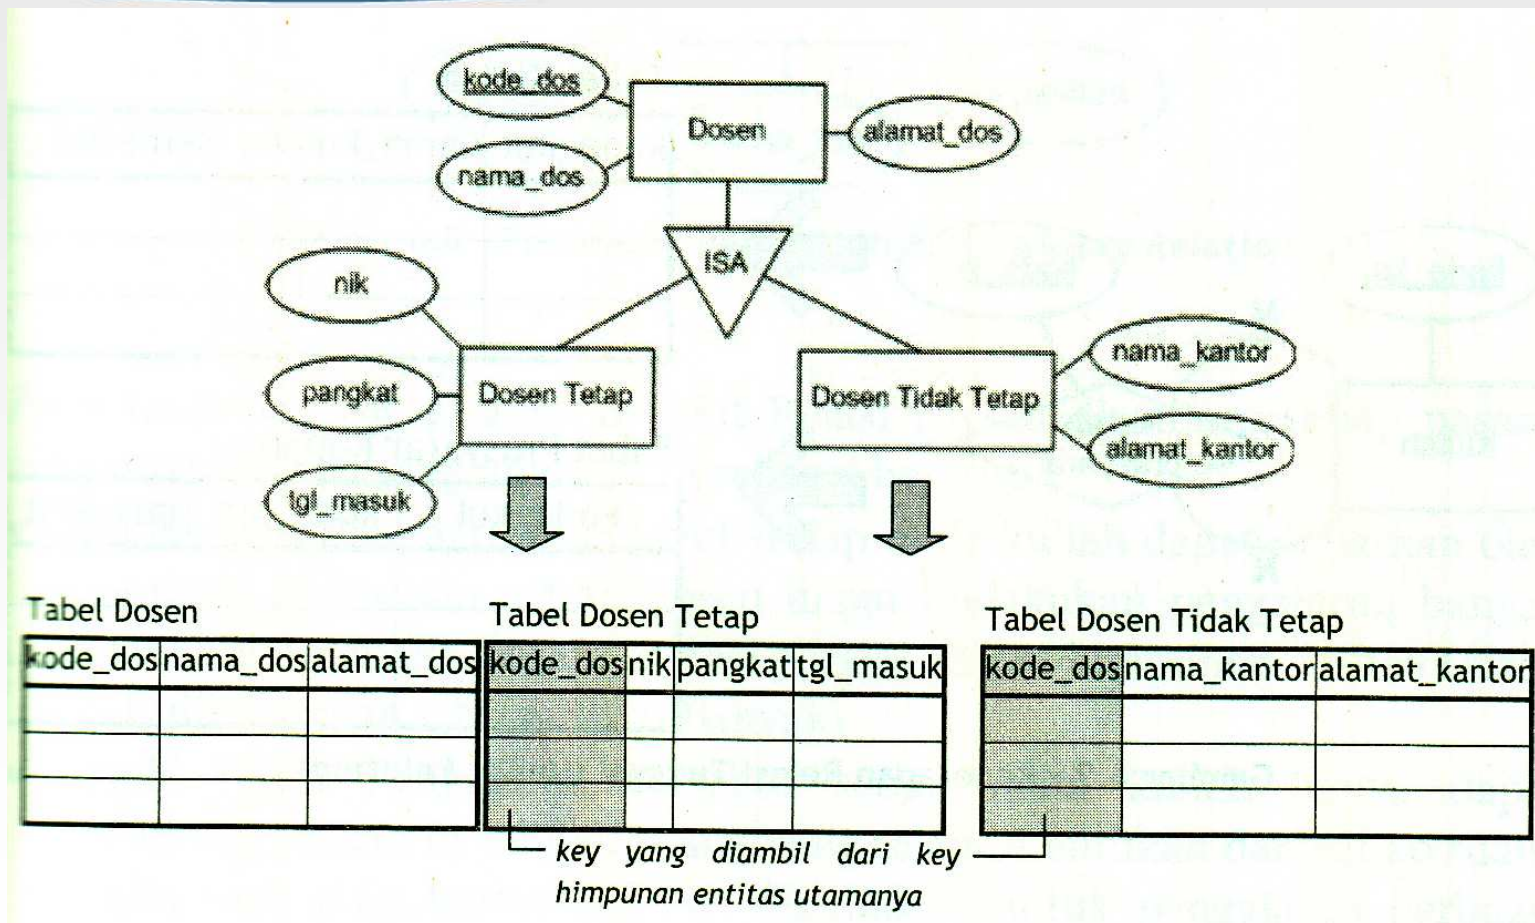 kode_dos
Dosen
alamat_dos
nama_dos
ISA
nik
pangkat
Dosen Tetap
tgl_masuk
nama_kantor
Dosen Tidak Tetap
alamat_kantor
Tabel Dosen
kode_dos nama_dos alamat_dos
Tabel Dosen Tetap
kode_dos nik pangkat tgl_masuk
Tabel Dosen Tidak Tetap
kode_dos nama_kantor alamat_kantor
key yang diambil dari key
himpunan entitas utamanya